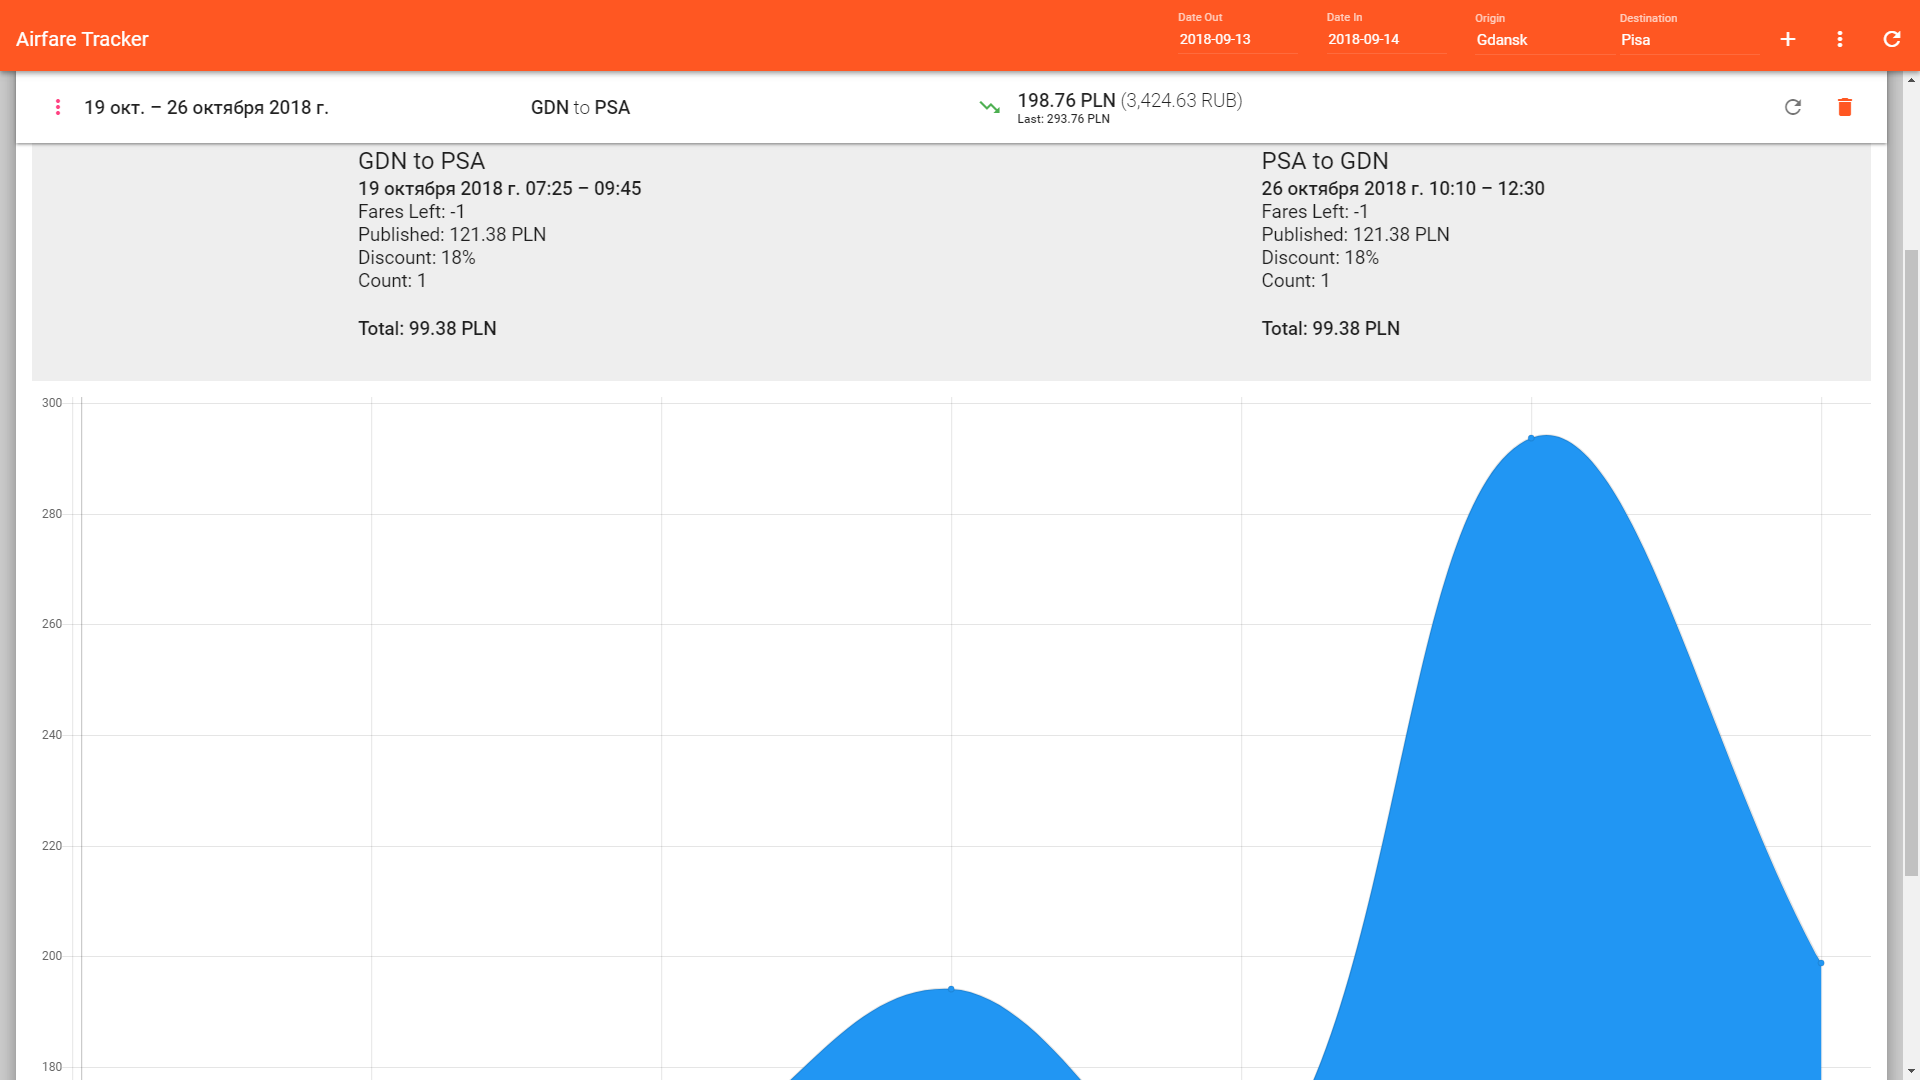 Airfare Tracker
Date Out
2018-09-13
Date In
2018-09-14
Origin
Gdansk
Destination
Pisa
19 окт. – 26 октября 2018 г.
GDN to PSA
198.76 PLN (3,424.63 RUB)
Last: 293.76 PLN
GDN to PSA
19 октября 2018 г. 07:25 – 09:45
Fares Left: -1
Published: 121.38 PLN
Discount: 18%
Count: 1
Total: 99.38 PLN
PSA to GDN
26 октября 2018 г. 10:10 – 12:30
Fares Left: -1
Published: 121.38 PLN
Discount: 18%
Count: 1
Total: 99.38 PLN
300
280
260
240
220
200
180